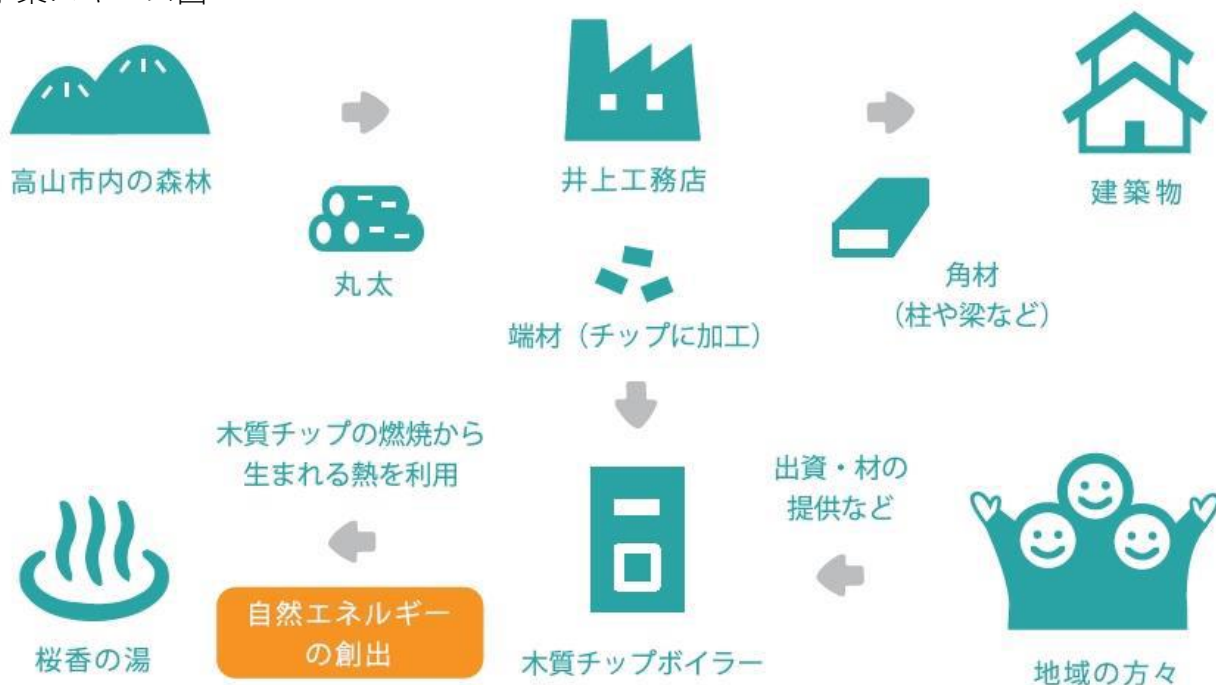 高山市内の森林
井上工務店
建築物
丸太
角材
(柱や梁など)
端材（チップに加工）
木質チップの燃焼から
生まれる熱を利用
出資・材の
提供など
自然エネルギー
の創出
桜香の湯
木質チップボイラー
地域の方々